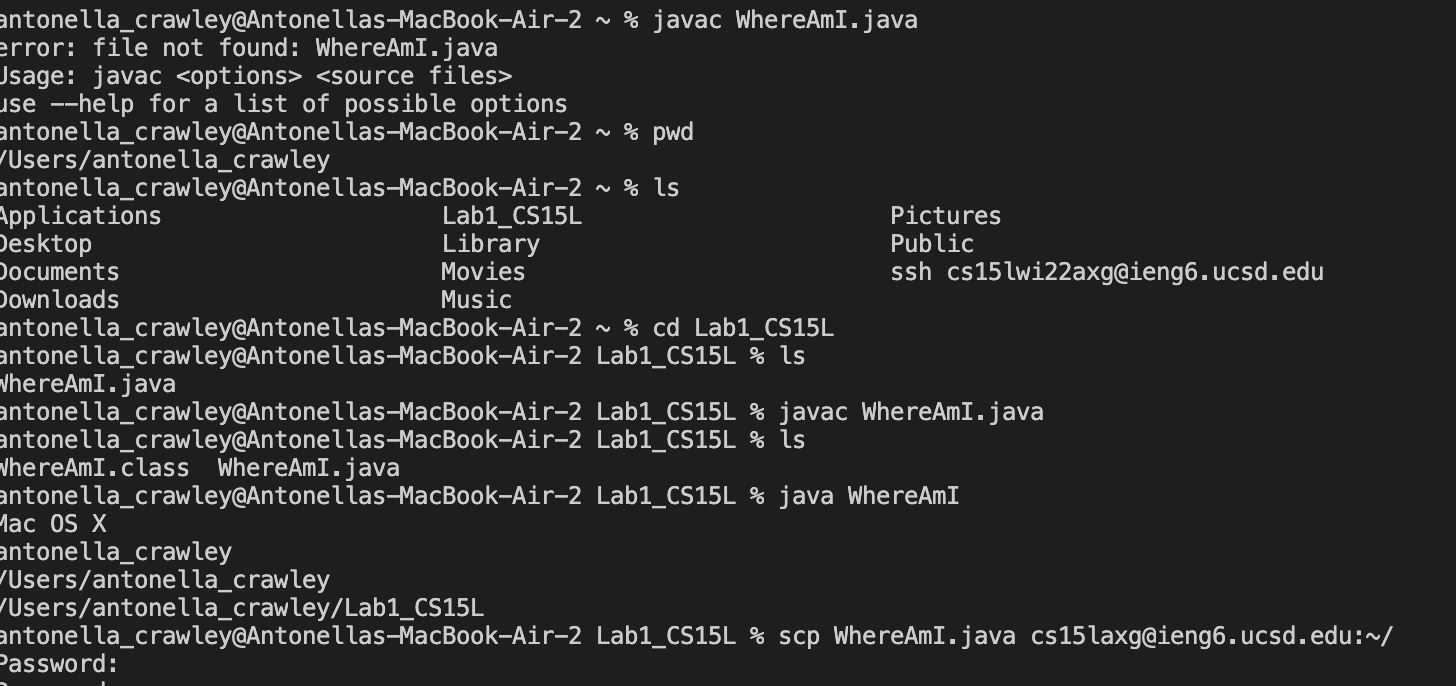 antonella_crawley@Antonellas-MacBook-Air-2 ~ % javac WhereAmI.java
error: file not found: WhereAmI.java
Usage: javac <options> <source files>
use --help for a list of possible options
antonella_crawley@Antonellas-MacBook-Air-2 ~ % pwd
/Users/antonella_crawley
antonella_crawley@Antonellas-MacBook-Air-2 ~ % ls
Applications Lab1_CS15L Pictures
Desktop Library Public
Documents Movies ssh cs15lwi22axg@ieng6.ucsd.edu
Downloads Music
antonella_crawley@Antonellas-MacBook-Air-2 ~ % cd Lab1_CS15L
antonella_crawley@Antonellas-MacBook-Air-2 Lab1_CS15L % ls
WhereAmI.java
antonella_crawley@Antonellas-MacBook-Air-2 Lab1_CS15L % javac WhereAmI.java
antonella_crawley@Antonellas-MacBook-Air-2 Lab1_CS15L % ls
WhereAmI.class WhereAmI.java
antonella_crawley@Antonellas-MacBook-Air-2 Lab1_CS15L % java WhereAmI
Mac OS X
antonella_crawley
/Users/antonella_crawley
/Users/antonella_crawley/Lab1_CS15L
antonella_crawley@Antonellas-MacBook-Air-2 Lab1_CS15L % scp WhereAmI.java cs15laxg@ieng6.ucsd.edu:~/
Password: